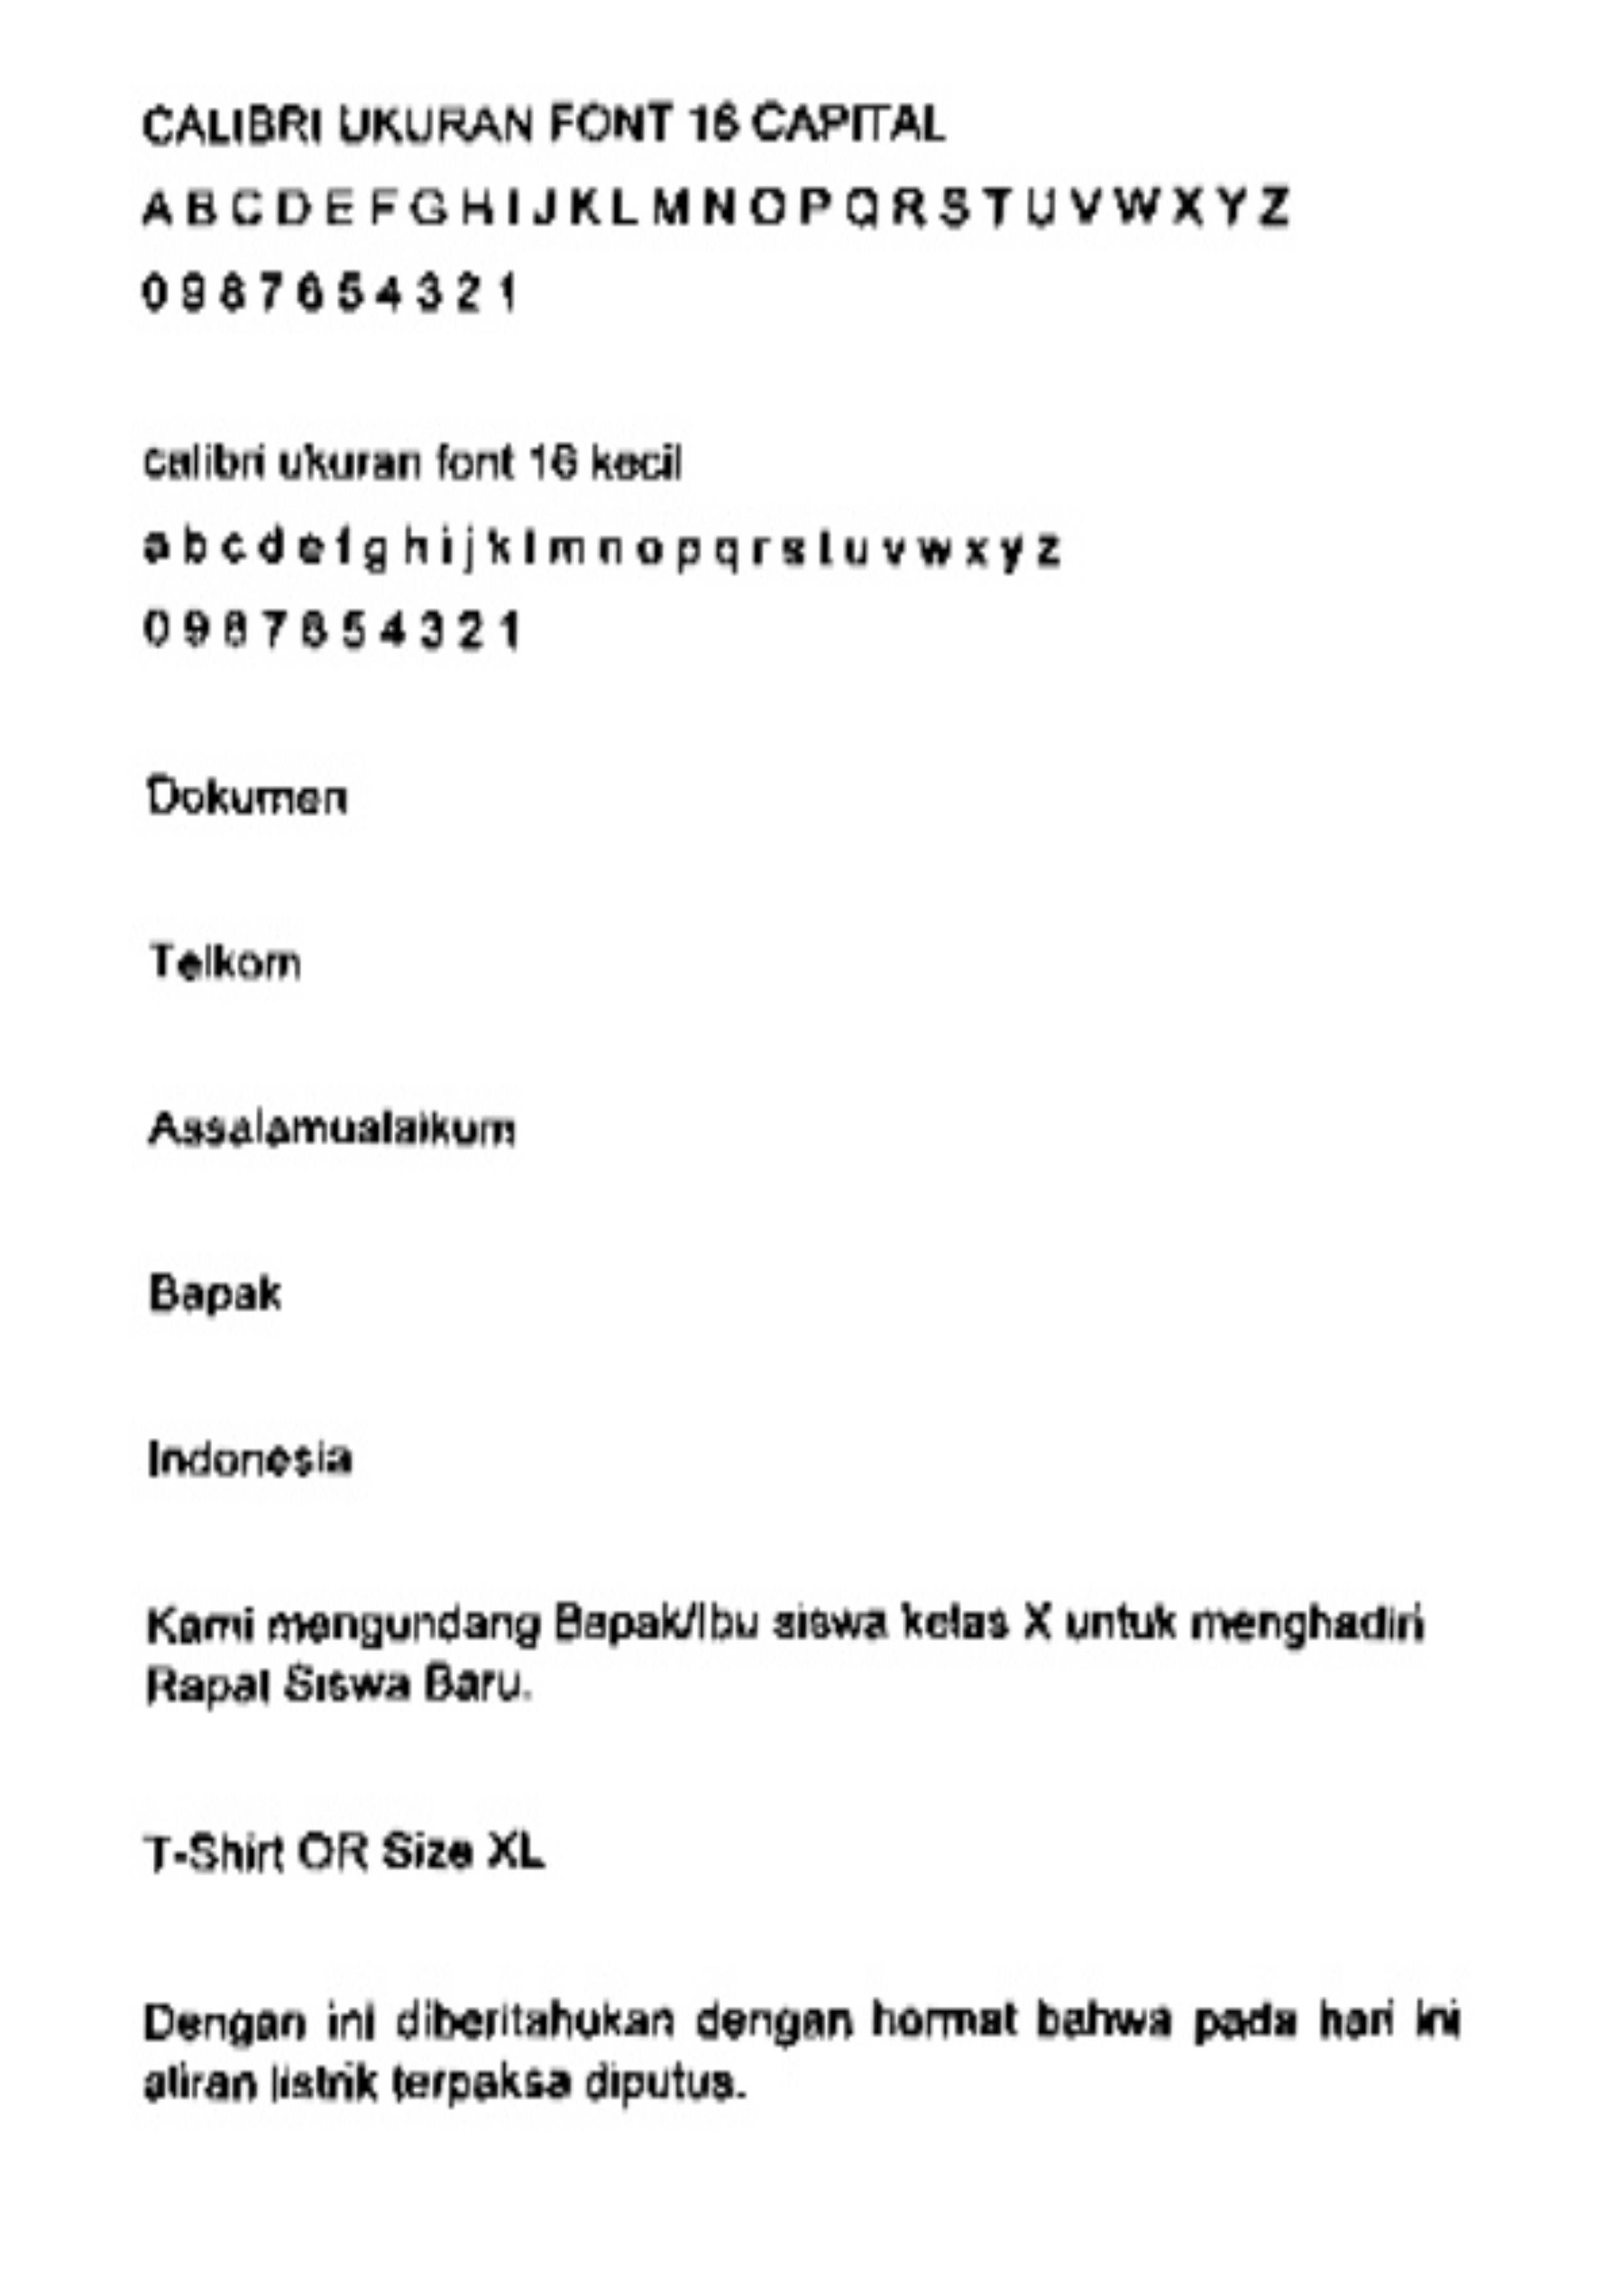 CALIBRI UKURAN FONT 16 CAPITAL
A B C D E F G H I J K L M N O P Q R S T U V W X Y Z
0 9 8 7 6 5 4 3 2 1
calibri ukuran font 16 kecil
a b c d e f g h i j k l m n o p q r s t u v w x y z
0 9 8 7 6 5 4 3 2 1
Dokumen
Telkom
Assalamualaikum
Bapak
Indonesia
Kami mengundang Bapak/Ibu siswa kelas X untuk menghadiri
Rapat Siswa Baru.
T-Shirt OR Size XL
Dengan ini diberitahukan dengan hormat bahwa pada hari ini
aliran listrik terpaksa diputus.